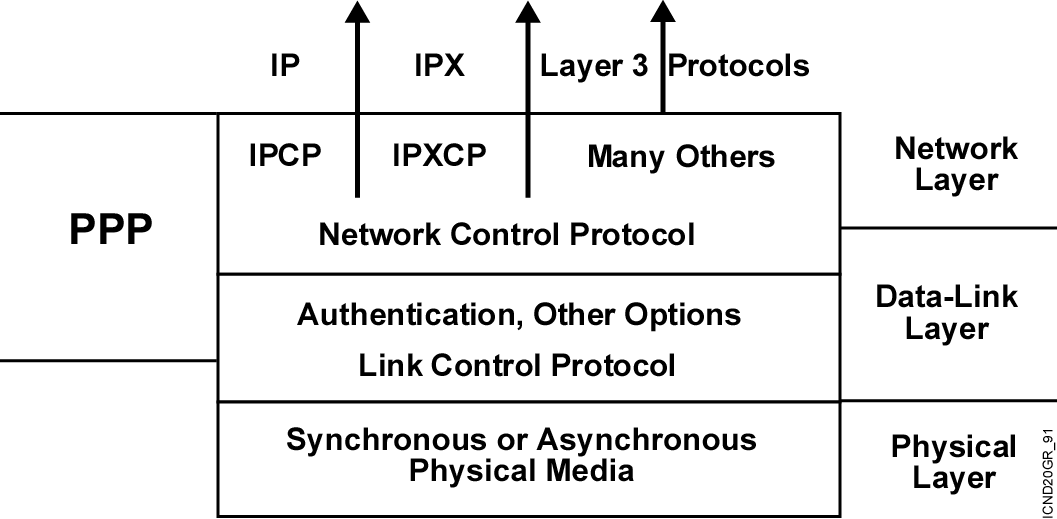 IP IPX Layer 3 Protocols
IPCP IPXCP Many Others
Network Control Protocol
PPP
Authentication, Other Options
Link Control Protocol
Synchronous or Asynchronous
Physical Media
Network
Layer
Data-Link
Layer
Physical
Layer
ICND20GR_91